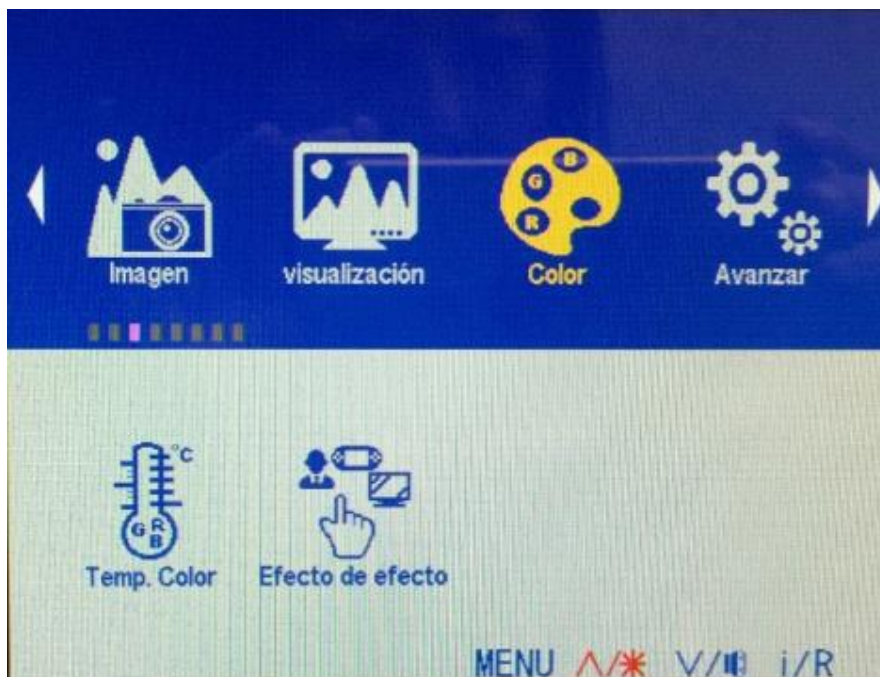 B
G
R
Imagen
visualización
Color
Avanzar
°C
G R
B
Temp. Color
Efecto de efecto
MENU ∧/☀ ∨/🔊 i/R